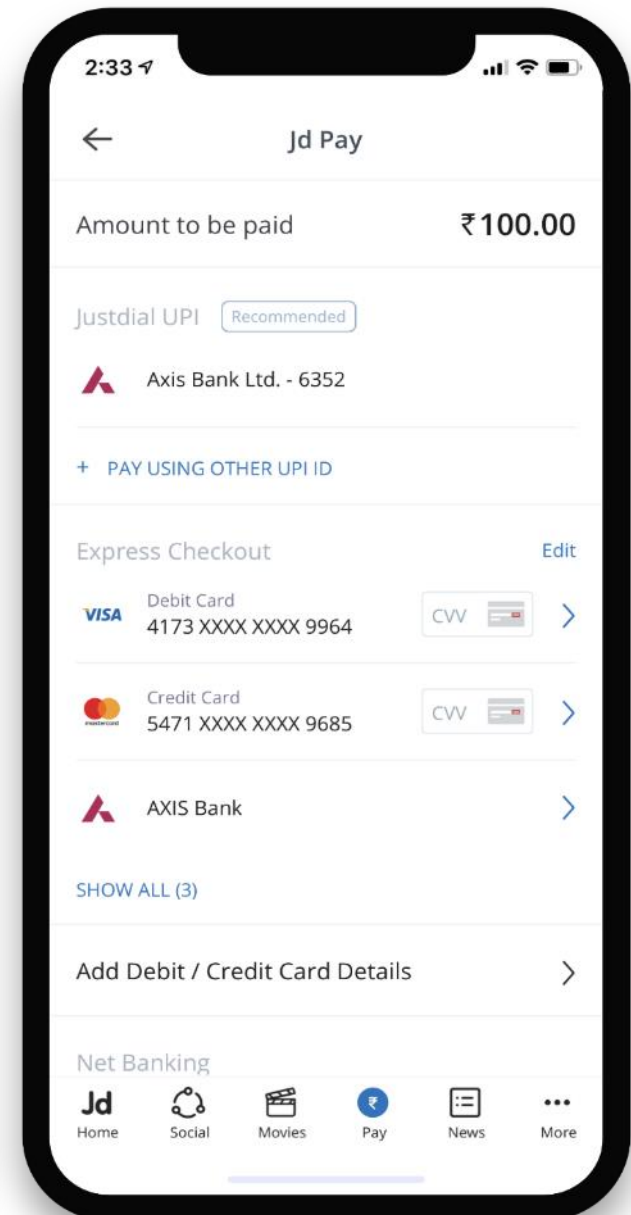 2:33
Jd Pay
Amount to be paid ₹100.00
Justdial UPI Recommended
Axis Bank Ltd. - 6352
+ PAY USING OTHER UPI ID
Express Checkout Edit
VISA Debit Card CVV
4173 XXXX XXXX 9964
mastercard Credit Card CVV
5471 XXXX XXXX 9685
AXIS Bank
SHOW ALL (3)
Add Debit / Credit Card Details
Net Banking
Jd ₹
Home Social Movies Pay News More